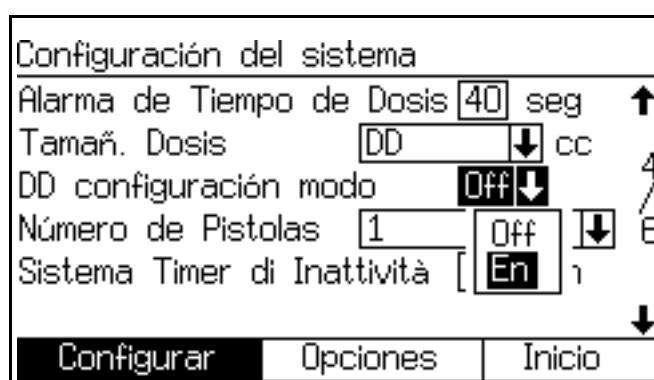 Configuración del sistema
Alarma de Tiempo de Dosis 40 seg
Tamañ. Dosis DD cc
DD configuración modo Off
Número de Pistolas 1 Off
Sistema Timer di Inattività En
Configurar Opciones Inicio